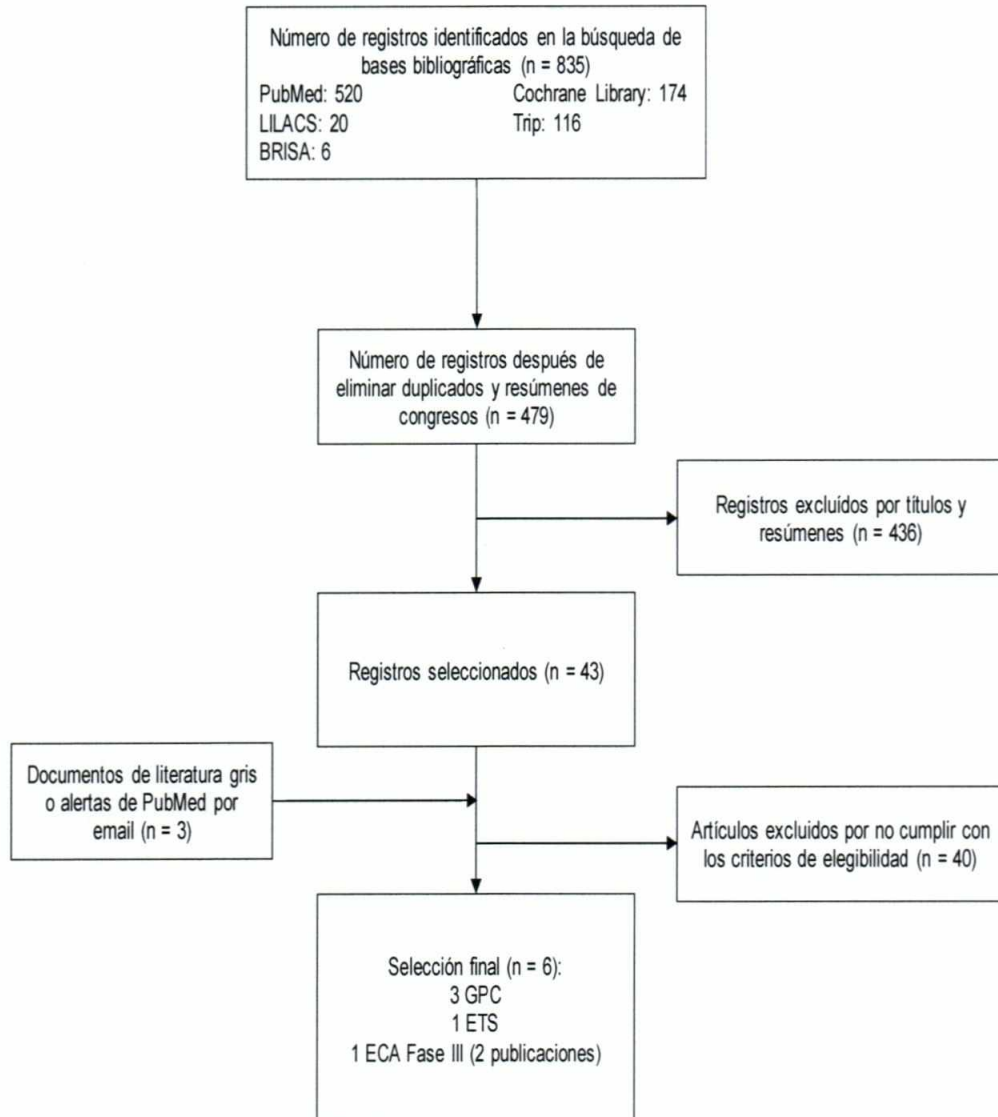 Número de registros identificados en la búsqueda de
bases bibliográficas (n = 835)
PubMed: 520 Cochrane Library: 174
LILACS: 20 Trip: 116
BRISA: 6
Número de registros después de
eliminar duplicados y resúmenes de
congresos (n = 479)
Registros excluídos por títulos y
resúmenes (n = 436)
Registros seleccionados (n = 43)
Documentos de literatura gris
o alertas de PubMed por
email (n = 3)
Artículos excluidos por no cumplir con
los criterios de elegibilidad (n = 40)
Selección final (n = 6):
3 GPC
1 ETS
1 ECA Fase III (2 publicaciones)